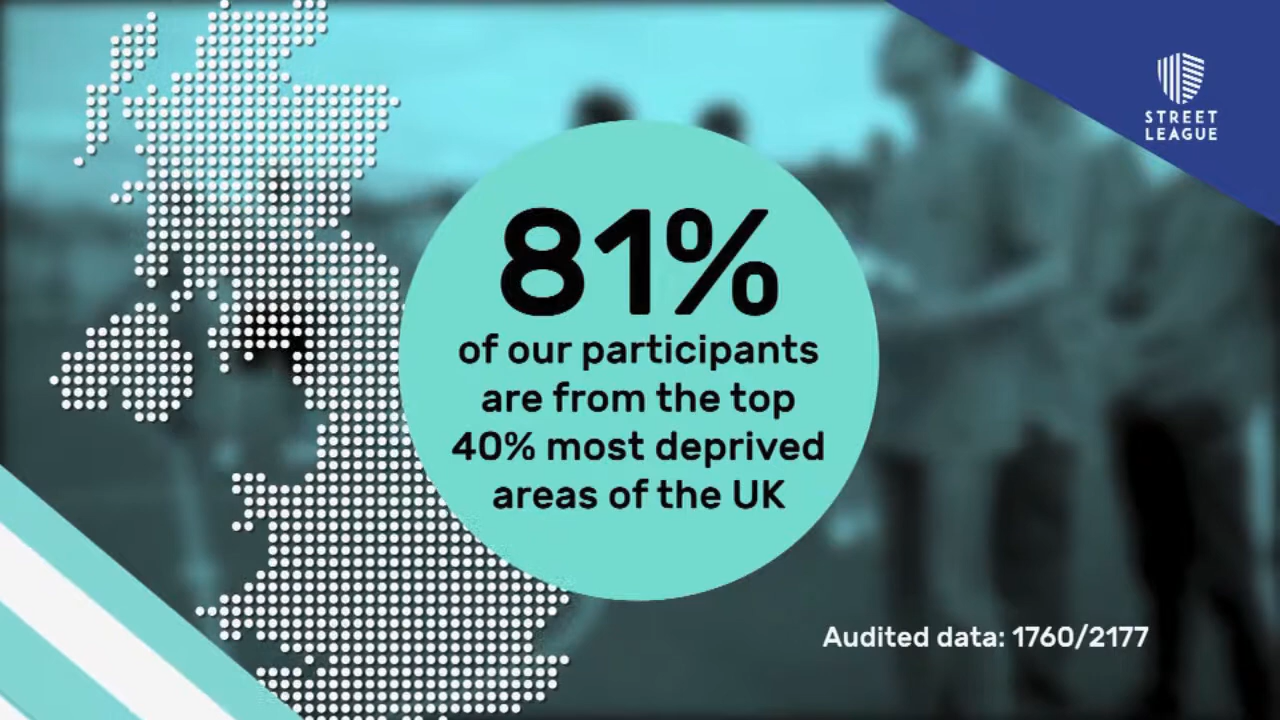 STREET
LEAGUE
81%
of our participants
are from the top
40% most deprived
areas of the UK
Audited data: 1760/2177